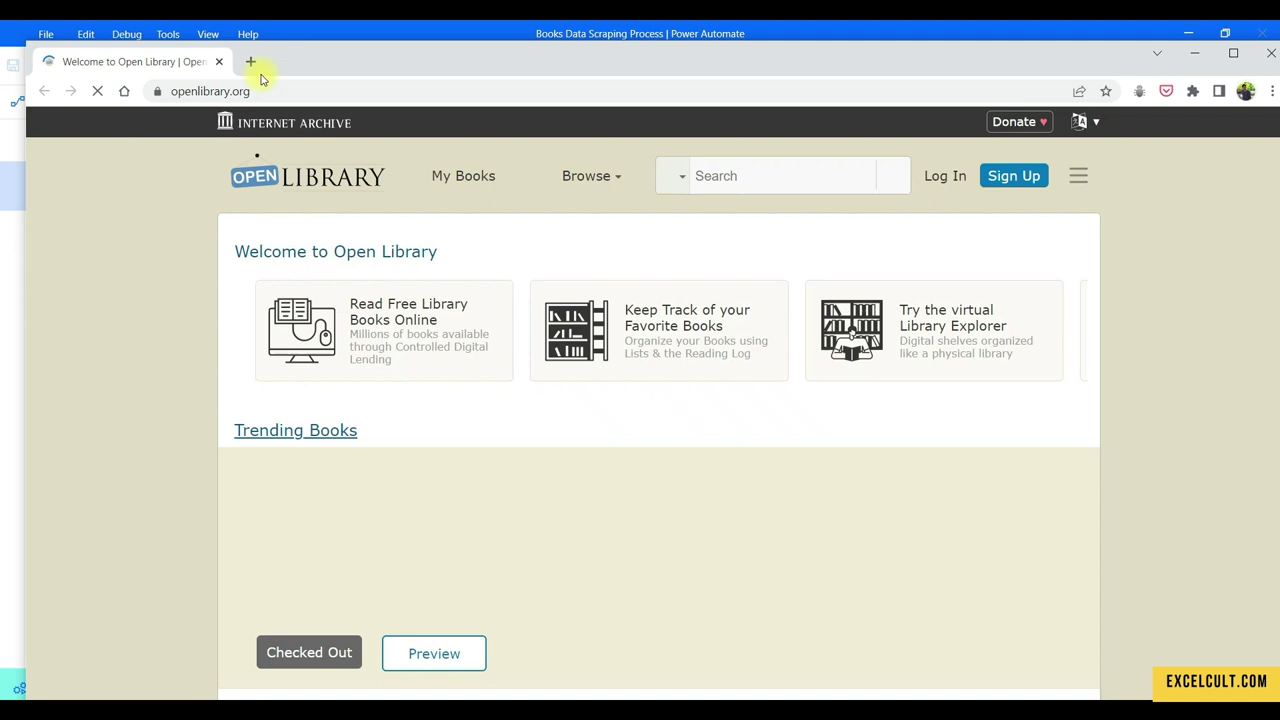 File Edit Debug Tools View Help
Books Data Scraping Process | Power Automate
Welcome to Open Library | Open
openlibrary.org
INTERNET ARCHIVE
Donate ♥
OPEN LIBRARY
My Books
Browse
Search
Log In
Sign Up
Welcome to Open Library
Read Free Library
Books Online
Millions of books available
through Controlled Digital
Lending
Keep Track of your
Favorite Books
Organize your Books using
Lists & the Reading Log
Try the virtual
Library Explorer
Digital shelves organized
like a physical library
Trending Books
Checked Out
Preview
EXCELCULT.COM